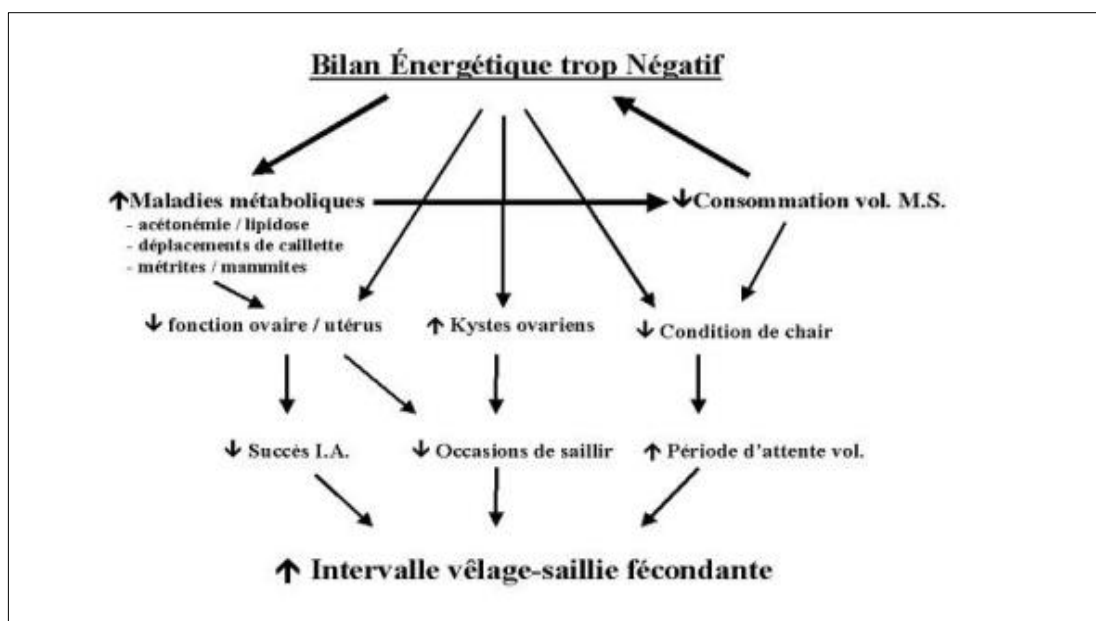 Bilan Énergétique trop Négatif
↑Maladies métaboliques
- acétonémie / lipidose
- déplacements de caillette
- métrites / mammites
↓Consommation vol. M.S.
↓ fonction ovaire / utérus
↑ Kystes ovariens
↓ Condition de chair
↓ Succès I.A.
↓ Occasions de saillir
↑ Période d'attente vol.
↑ Intervalle vêlage-saillie fécondante